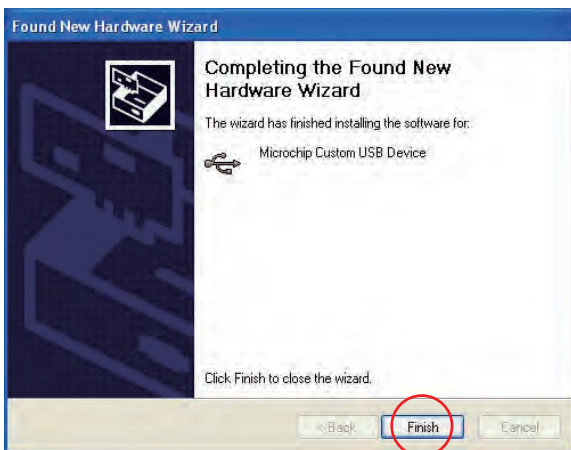 Found New Hardware Wizard
Completing the Found New
Hardware Wizard
The wizard has finished installing the software for:
Microchip Custom USB Device
Click Finish to close the wizard.
< Back
Finish
Cancel